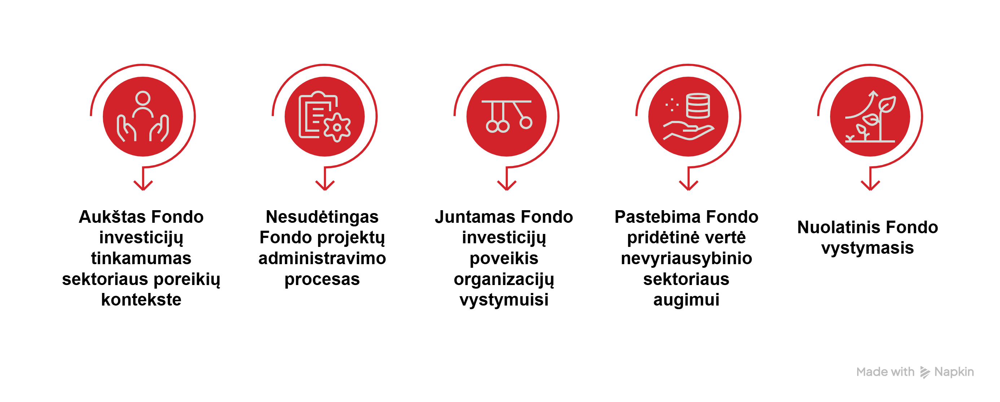 Aukštas Fondo
investicijų
tinkamumas
sektoriaus poreikių
kontekste
Nesudėtingas
Fondo projektų
administravimo
procesas
Juntamas Fondo
investicijų
poveikis
organizacijų
vystymuisi
Pastebima Fondo
pridėtinė vertė
nevyriausybinio
sektoriaus
augimui
Nuolatinis Fondo
vystymasis
Made with Napkin